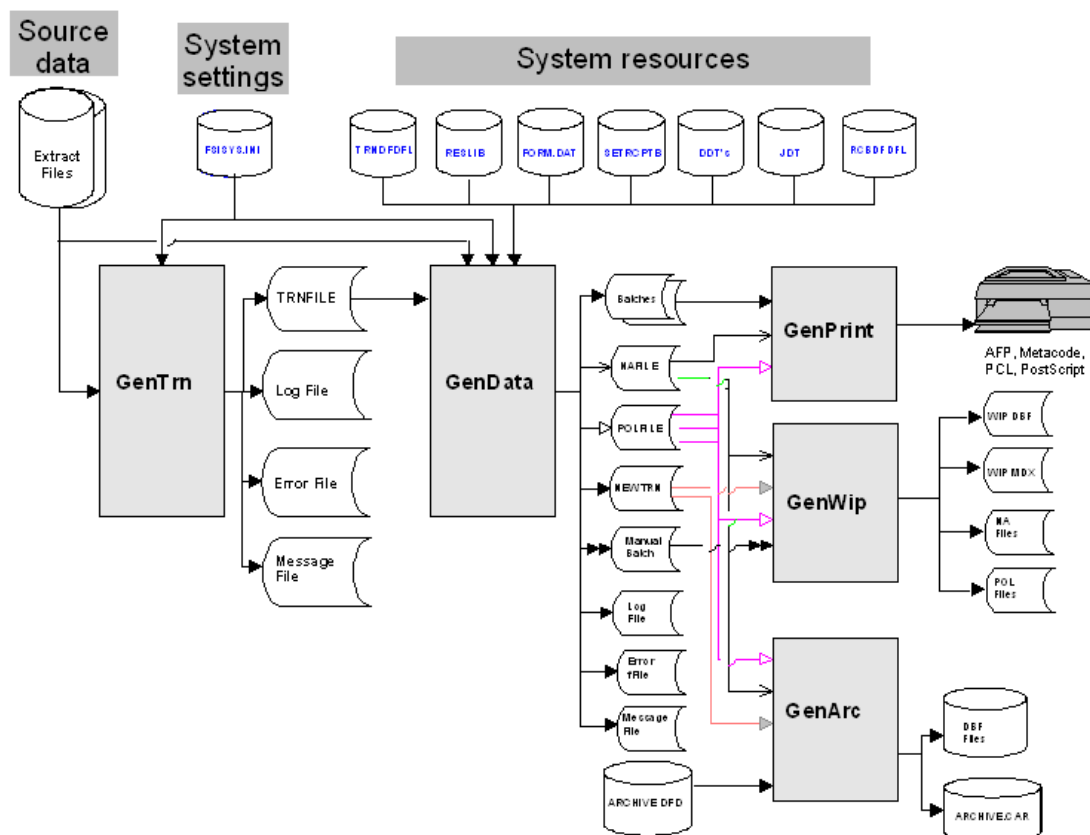 Source
data
System
settings
System resources
Extract
Files
FSISYS.INI
TRNDFDFL
RESLIB
FORM.DAT
SETRCPTB
DDT's
JDT
RCBDFDFL
GenTrn
TRNFILE
Log File
Error File
Message
File
GenData
Batches
NAFILE
POLFILE
NEWTRN
Manual
Batch
Log
File
Error
fFile
Message
File
ARCHIVE.DFD
GenPrint
GenWip
GenArc
AFP, Metacode,
PCL, PostScript
WIP DBF
WIP MDX
NA
Files
POL
Files
DBF
Files
ARCHIVE.CAR